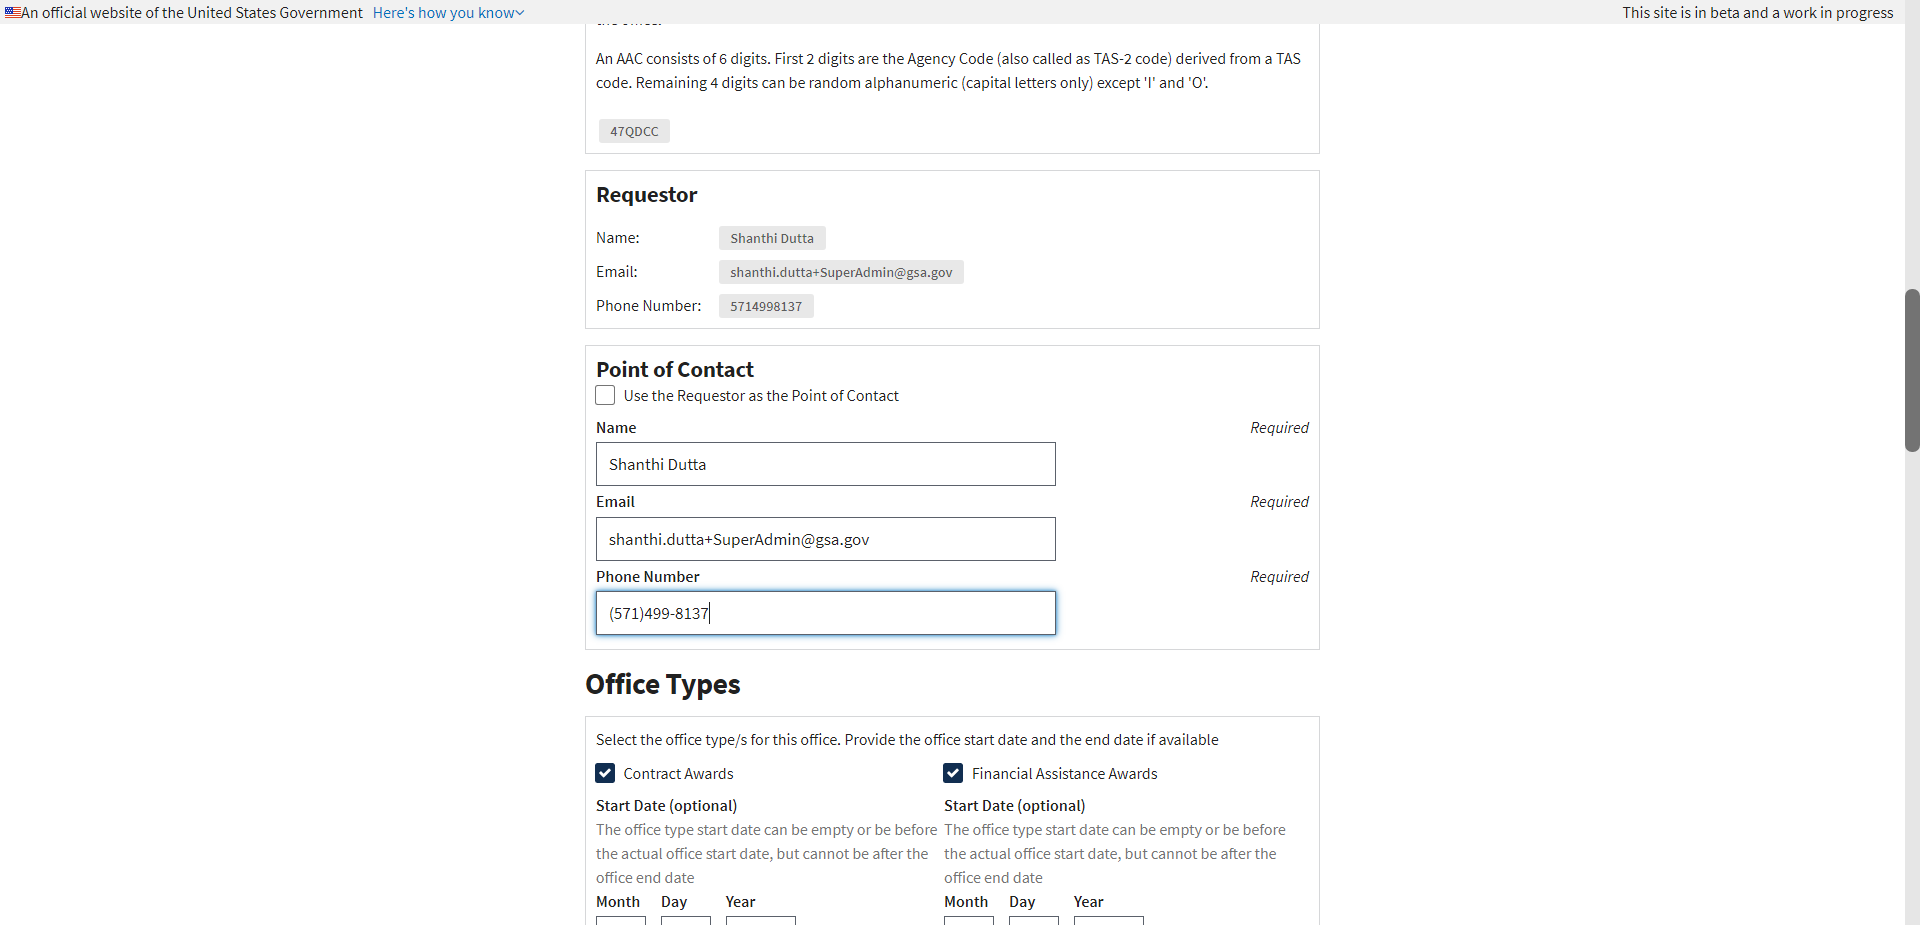 An official website of the United States Government Here's how you know
This site is in beta and a work in progress
the office.
An AAC consists of 6 digits. First 2 digits are the Agency Code (also called as TAS-2 code) derived from a TAS
code. Remaining 4 digits can be random alphanumeric (capital letters only) except 'I' and 'O'.
47QDCC
Requestor
Name: Shanthi Dutta
Email: shanthi.dutta+SuperAdmin@gsa.gov
Phone Number: 5714998137
Point of Contact
Use the Requestor as the Point of Contact
Name Required
Shanthi Dutta
Email Required
shanthi.dutta+SuperAdmin@gsa.gov
Phone Number Required
(571)499-8137
Office Types
Select the office type/s for this office. Provide the office start date and the end date if available
Contract Awards
Start Date (optional)
The office type start date can be empty or be before
the actual office start date, but cannot be after the
office end date
Month Day Year
Financial Assistance Awards
Start Date (optional)
The office type start date can be empty or be before
the actual office start date, but cannot be after the
office end date
Month Day Year